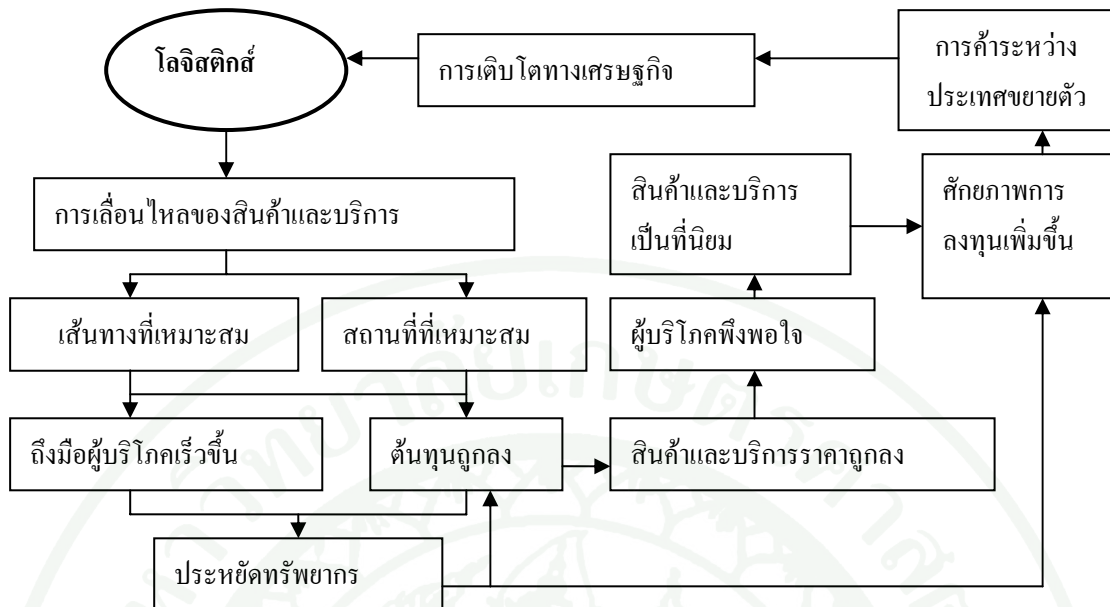 โลจิสติกส์
การเติบโตทางเศรษฐกิจ
การค้าระหว่าง
ประเทศขยายตัว
การเลื่อนไหลของสินค้าและบริการ
สินค้าและบริการ
เป็นที่นิยม
ศักยภาพการ
ลงทุนเพิ่มขึ้น
เส้นทางที่เหมาะสม
สถานที่ที่เหมาะสม
ผู้บริโภคพึงพอใจ
ถึงมือผู้บริโภคเร็วขึ้น
ต้นทุนถูกลง
สินค้าและบริการราคาถูกลง
ประหยัดทรัพยากร